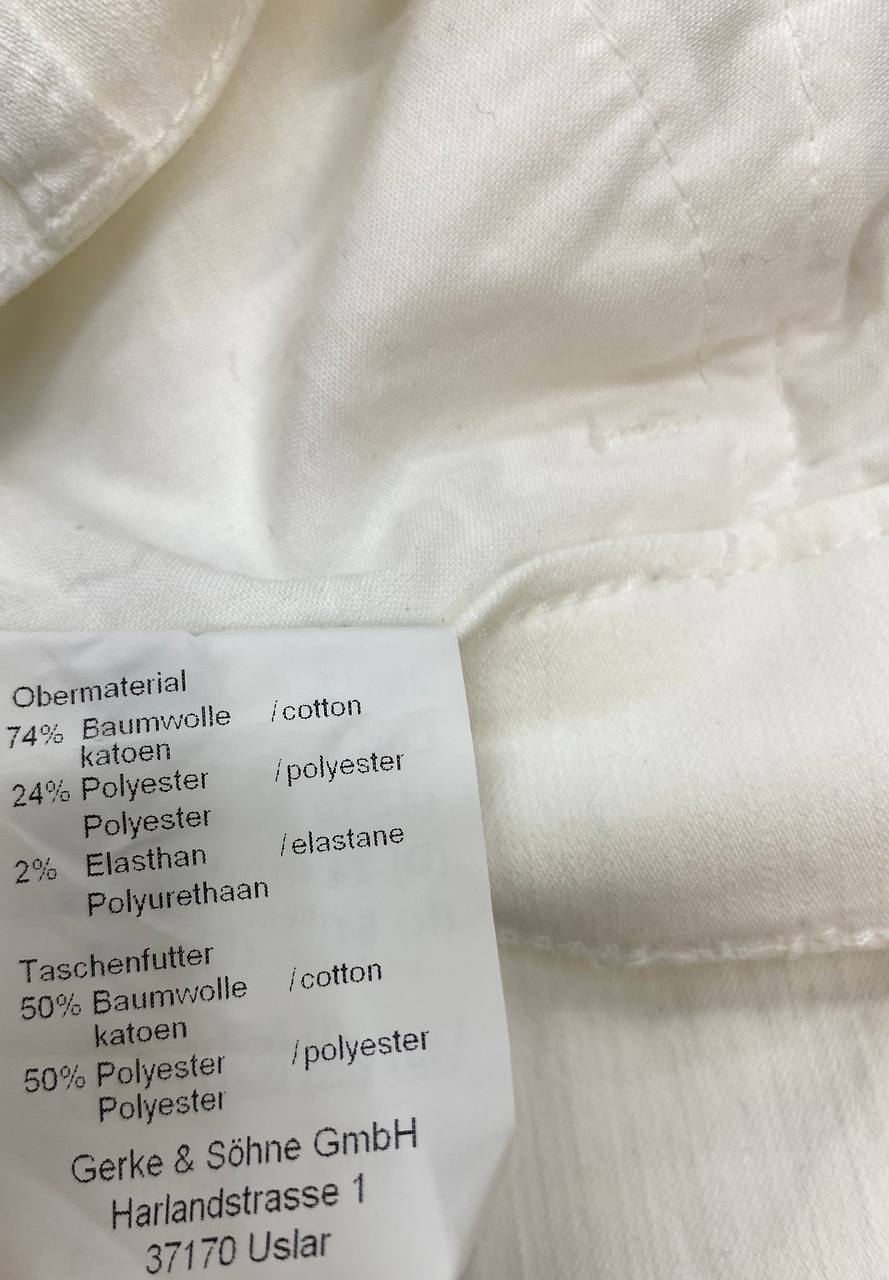 Obermaterial
74% Baumwolle /cotton
katoen
24% Polyester /polyester
Polyester
2% Elasthan /elastane
Polyurethaan
Taschenfutter
50% Baumwolle /cotton
katoen
50% Polyester /polyester
Polyester
Gerke & Söhne GmbH
Harlandstrasse 1
37170 Uslar